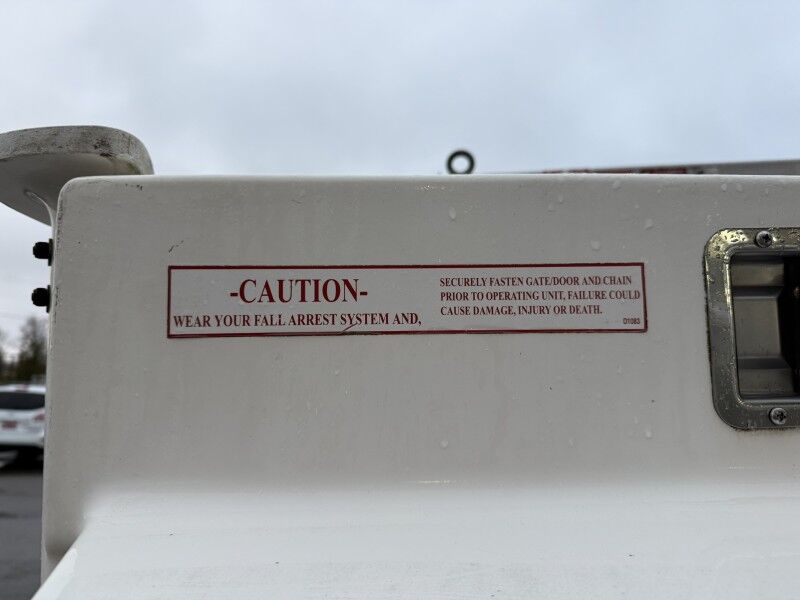 -CAUTION-
WEAR YOUR FALL ARREST SYSTEM AND,
SECURELY FASTEN GATE/DOOR AND CHAIN
PRIOR TO OPERATING UNIT, FAILURE COULD
CAUSE DAMAGE, INJURY OR DEATH.
D1083